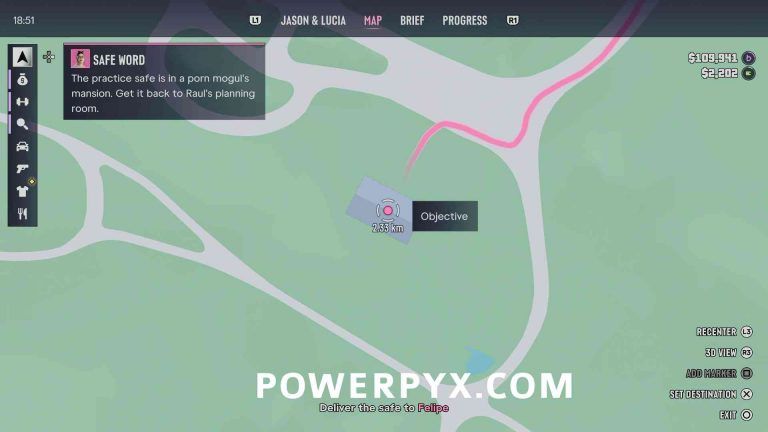 18:51
L1
JASON & LUCIA
MAP
BRIEF
PROGRESS
R1
SAFE WORD
The practice safe is in a porn mogul's
mansion. Get it back to Raul's planning
room.
$109,941
$2,202
Objective
2.33 km
RECENTER L3
3D VIEW R3
ADD MARKER
SET DESTINATION
EXIT
POWERPYX.COM
Deliver the safe to Felipe